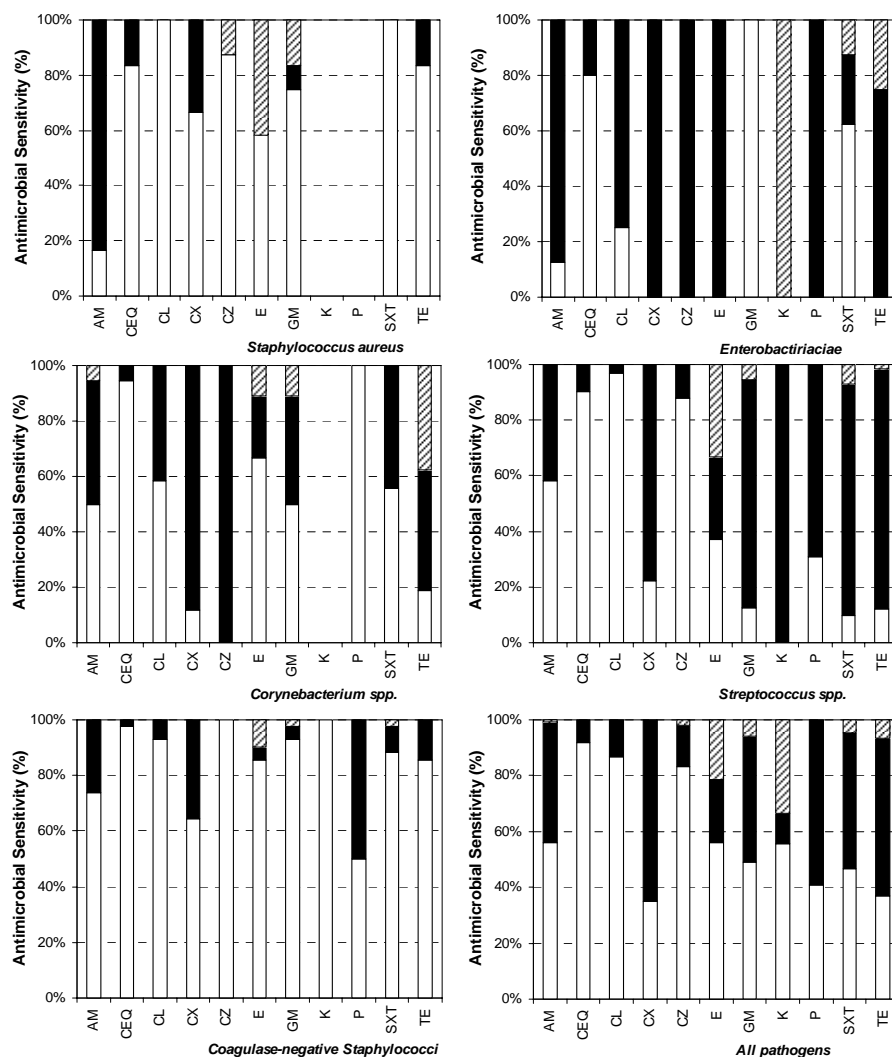 Antimicrobial Sensitivity (%)
100%
80%
60%
40%
20%
0%
AM CEQ CL CX CZ E GM K P SXT TE
Staphylococcus aureus
Antimicrobial Sensitivity (%)
100%
80%
60%
40%
20%
0%
AM CEQ CL CX CZ E GM K P SXT TE
Enterobactiriaciae
Antimicrobial Sensitivity (%)
100%
80%
60%
40%
20%
0%
AM CEQ CL CX CZ E GM K P SXT TE
Corynebacterium spp.
Antimicrobial Sensitivity (%)
100%
80%
60%
40%
20%
0%
AM CEQ CL CX CZ E GM K P SXT TE
Streptococcus spp.
Antimicrobial Sensitivity (%)
100%
80%
60%
40%
20%
0%
AM CEQ CL CX CZ E GM K P SXT TE
Coagulase-negative Staphylococci
Antimicrobial Sensitivity (%)
100%
80%
60%
40%
20%
0%
AM CEQ CL CX CZ E GM K P SXT TE
All pathogens